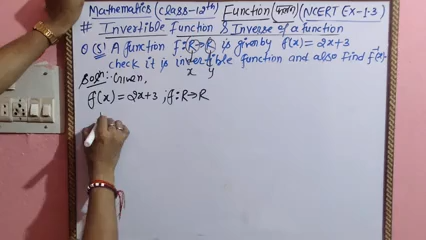 Mathematics (Class-12th) Function (फलन) (NCERT Ex-1.3)
# Invertible Function & Inverse of a function
Q (5) A function f:R→R is given by f(x) = 2x+3
x y
check it is invertible function and also find f⁻¹(x).
Soln: Given,
f(x) = 2x+3 ; f:R→R